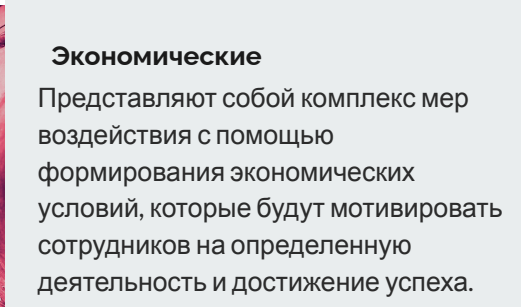 Экономические
Представляют собой комплекс мер
воздействия с помощью
формирования экономических
условий, которые будут мотивировать
сотрудников на определенную
деятельность и достижение успеха.